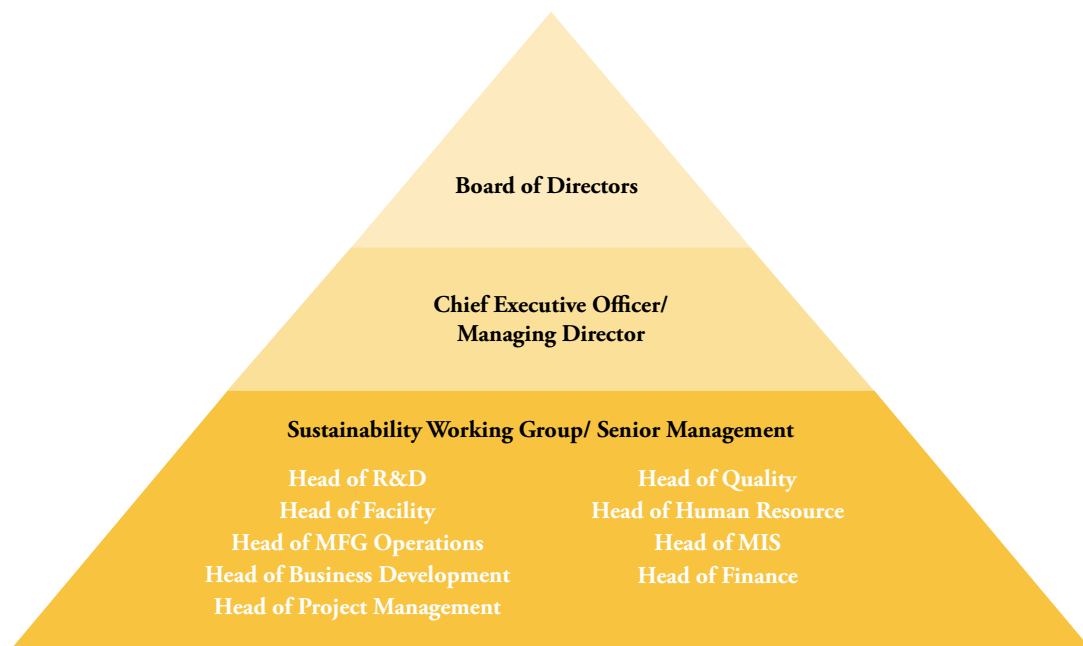 Board of Directors
Chief Executive Officer/
Managing Director
Sustainability Working Group/ Senior Management
Head of R&D
Head of Facility
Head of MFG Operations
Head of Business Development
Head of Project Management
Head of Quality
Head of Human Resource
Head of MIS
Head of Finance